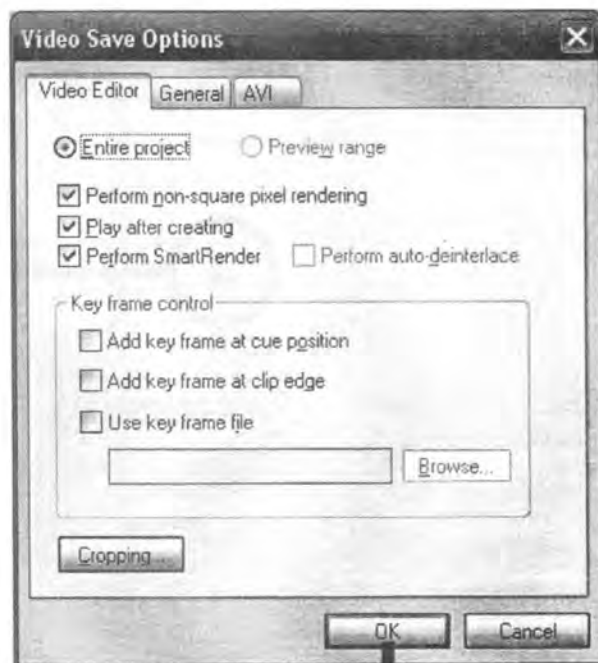 Video Save Options
Video Editor General AVI
Entire project Preview range
Perform non-square pixel rendering
Play after creating
Perform SmartRender Perform auto-deinterlace
Key frame control
Add key frame at cue position
Add key frame at clip edge
Use key frame file
Browse...
Cropping ...
OK Cancel